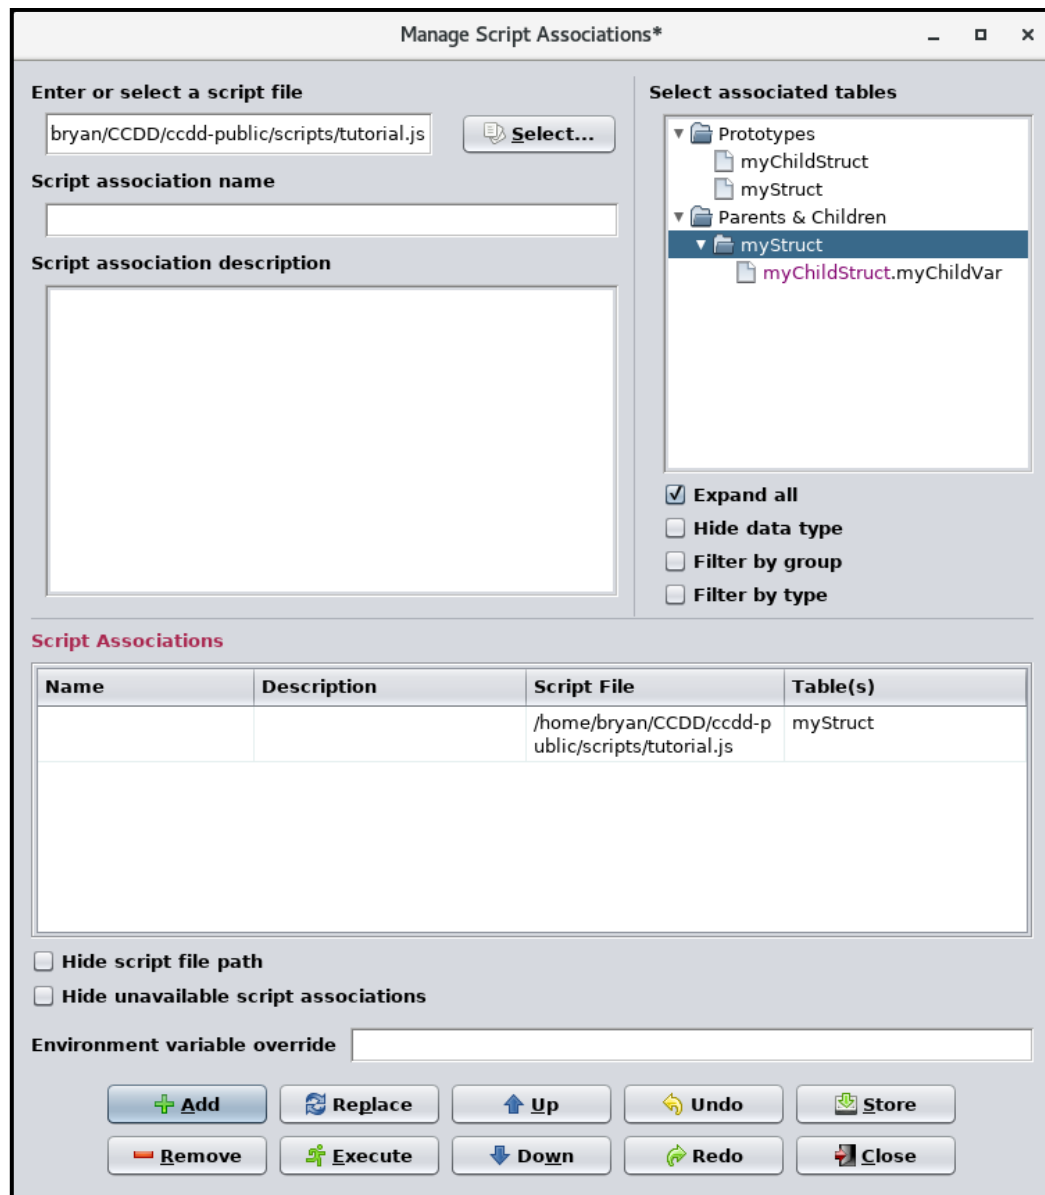 Manage Script Associations*
Enter or select a script file
bryan/CCDD/ccdd-public/scripts/tutorial.js
Select...
Script association name
Script association description
Select associated tables
Prototypes
myChildStruct
myStruct
Parents & Children
myStruct
myChildStruct.myChildVar
Expand all
Hide data type
Filter by group
Filter by type
Script Associations
Name Description Script File Table(s)
/home/bryan/CCDD/ccdd-p myStruct
ublic/scripts/tutorial.js
Hide script file path
Hide unavailable script associations
Environment variable override
Add Replace Up Undo Store
Remove Execute Down Redo Close